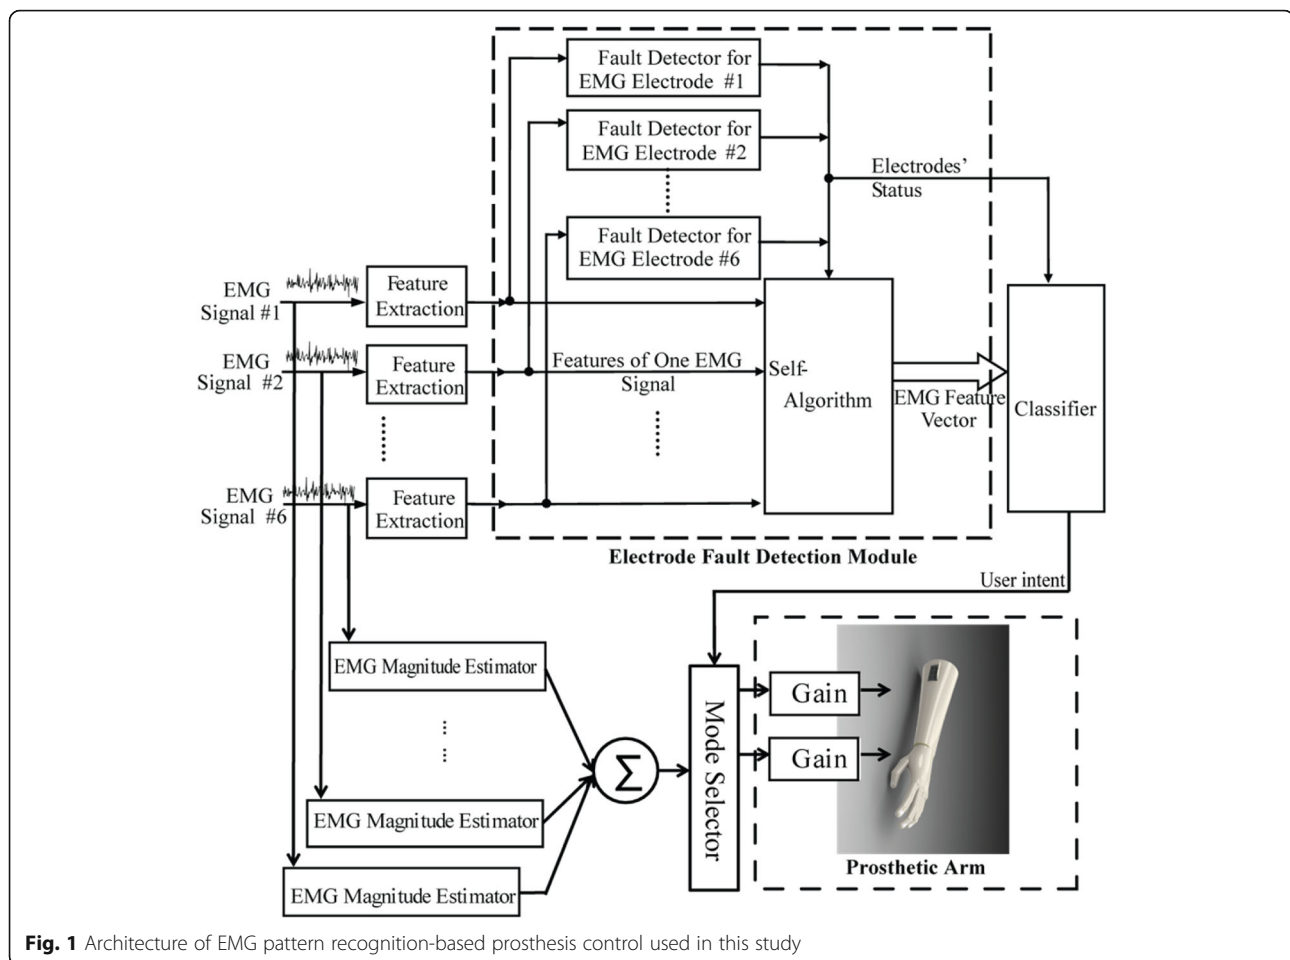 Fault Detector for
EMG Electrode #1
Fault Detector for
EMG Electrode #2
Electrodes'
Status
Fault Detector for
EMG Electrode #6
EMG
Signal #1
Feature
Extraction
EMG
Signal #2
Feature
Extraction
Features of One EMG
Signal
Self-
Algorithm
EMG Feature
Vector
Classifier
EMG
Signal #6
Feature
Extraction
Electrode Fault Detection Module
User intent
EMG Magnitude Estimator
EMG Magnitude Estimator
EMG Magnitude Estimator
Σ
Mode Selector
Gain
Gain
Prosthetic Arm
Fig. 1 Architecture of EMG pattern recognition-based prosthesis control used in this study